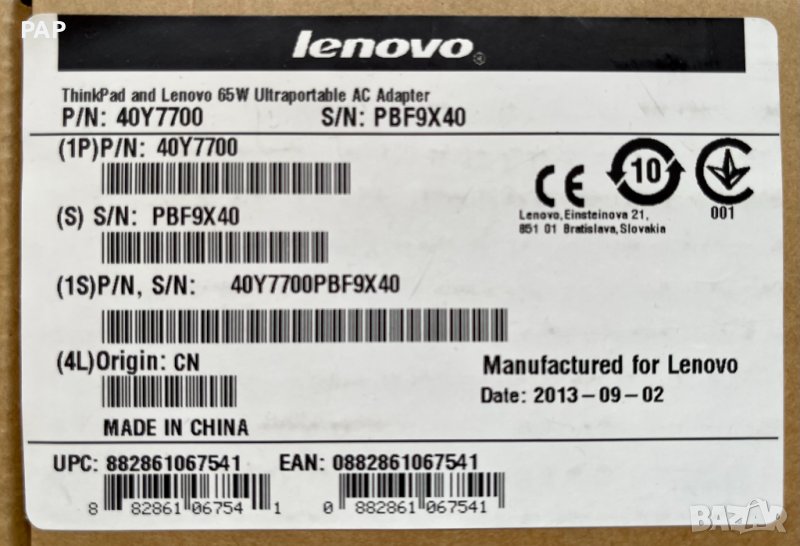 PAP
lenovo®
ThinkPad and Lenovo 65W Ultraportable AC Adapter
P/N: 40Y7700 S/N: PBF9X40
(1P)P/N: 40Y7700
(S) S/N: PBF9X40
(1S)P/N, S/N: 40Y7700PBF9X40
(4L)Origin: CN
MADE IN CHINA
CE
10
001
Lenovo, Einsteinova 21,
851 01 Bratislava, Slovakia
Manufactured for Lenovo
Date: 2013-09-02
UPC: 882861067541 EAN: 0882861067541
8 82861 06754 1 0 882861 067541
BAZAR